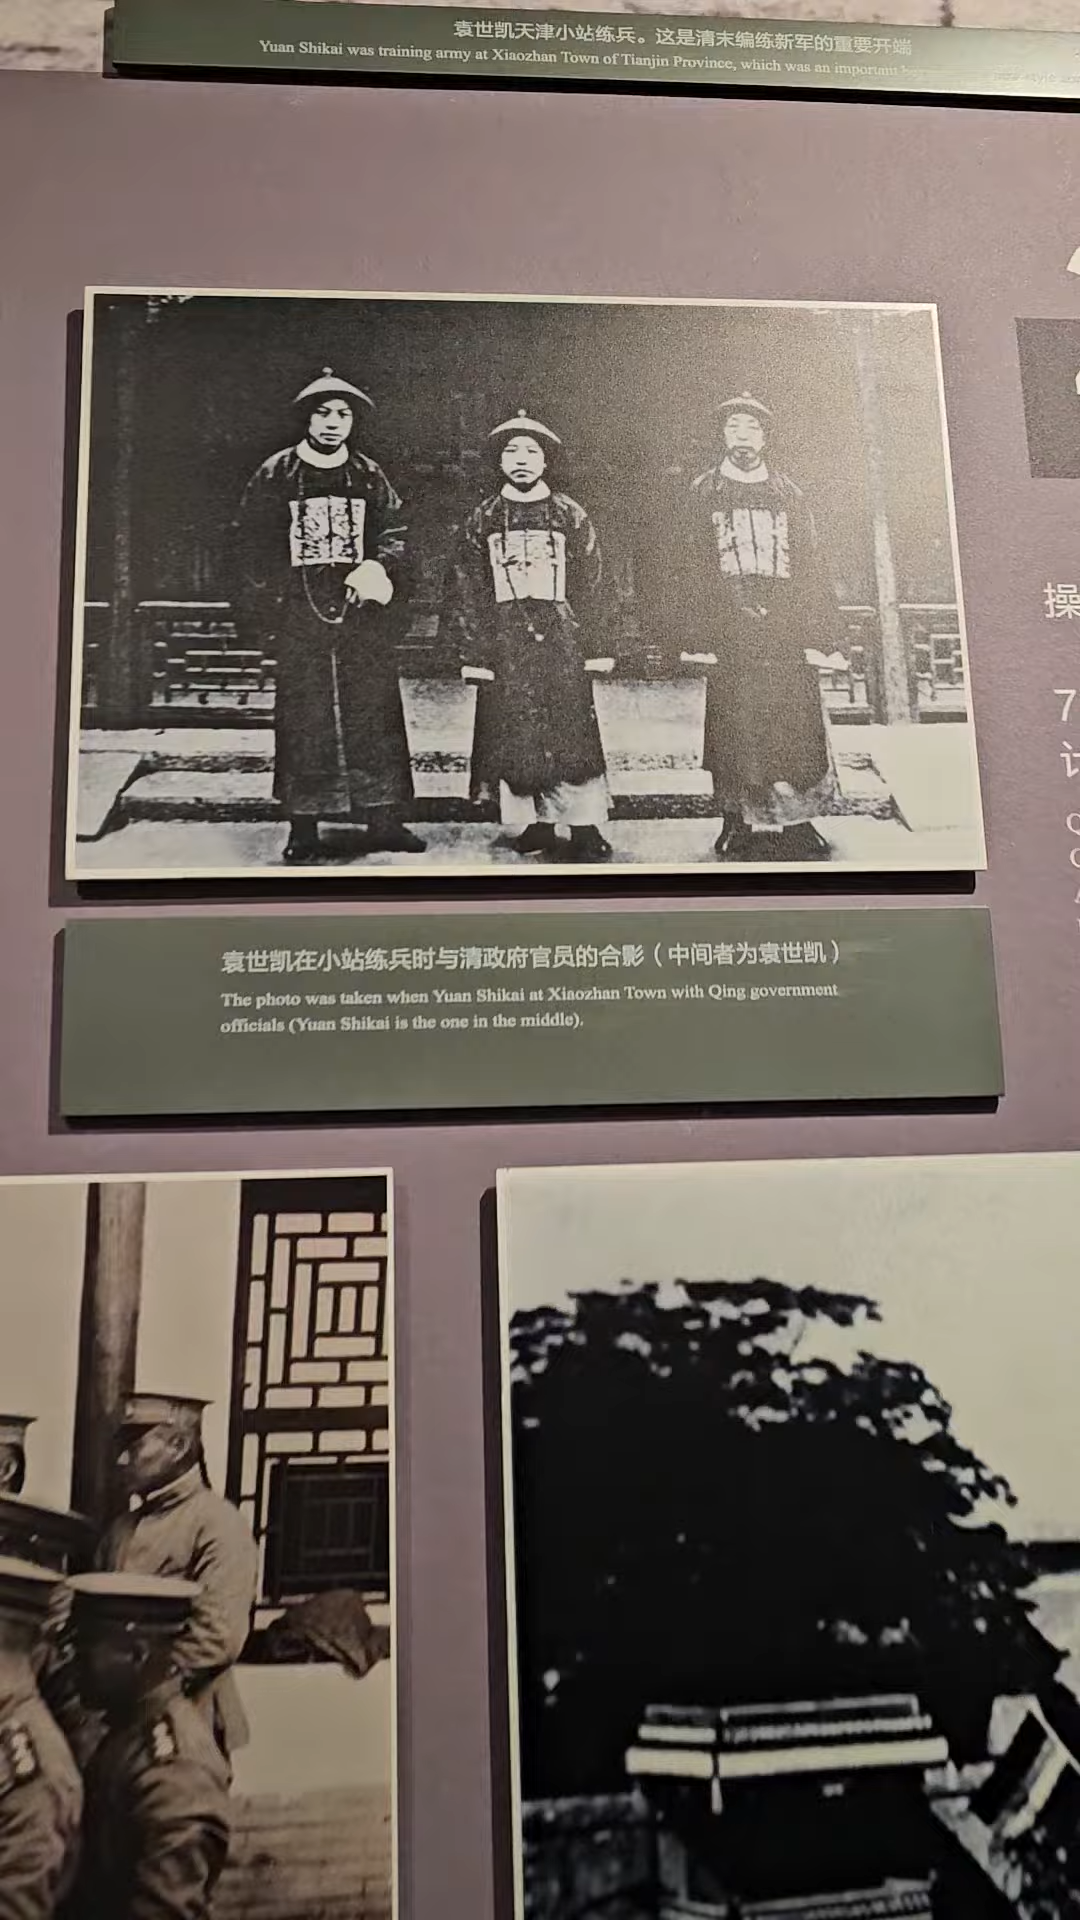 袁世凯天津小站练兵。这是清末编练新军的重要开端
Yuan Shikai was training army at Xiaozhan Town of Tianjin Province, which was an important
操
7
计
袁世凯在小站练兵时与清政府官员的合影（中间者为袁世凯）
The photo was taken when Yuan Shikai at Xiaozhan Town with Qing government
officials (Yuan Shikai is the one in the middle).